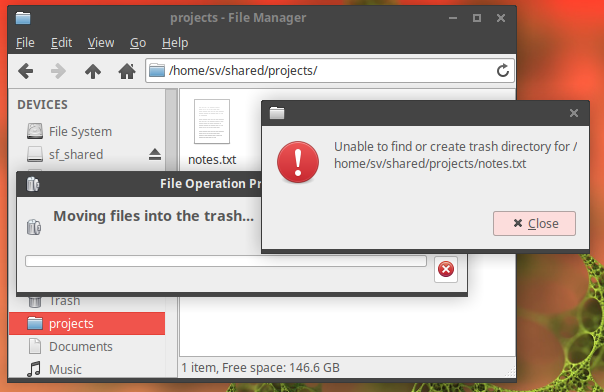 projects - File Manager
File Edit View Go Help
/home/sv/shared/projects/
DEVICES
File System
sf_shared
notes.txt
Unable to find or create trash directory for /
home/sv/shared/projects/notes.txt
Close
File Operation Pr
Moving files into the trash...
Trash
projects
Documents
Music
1 item, Free space: 146.6 GB